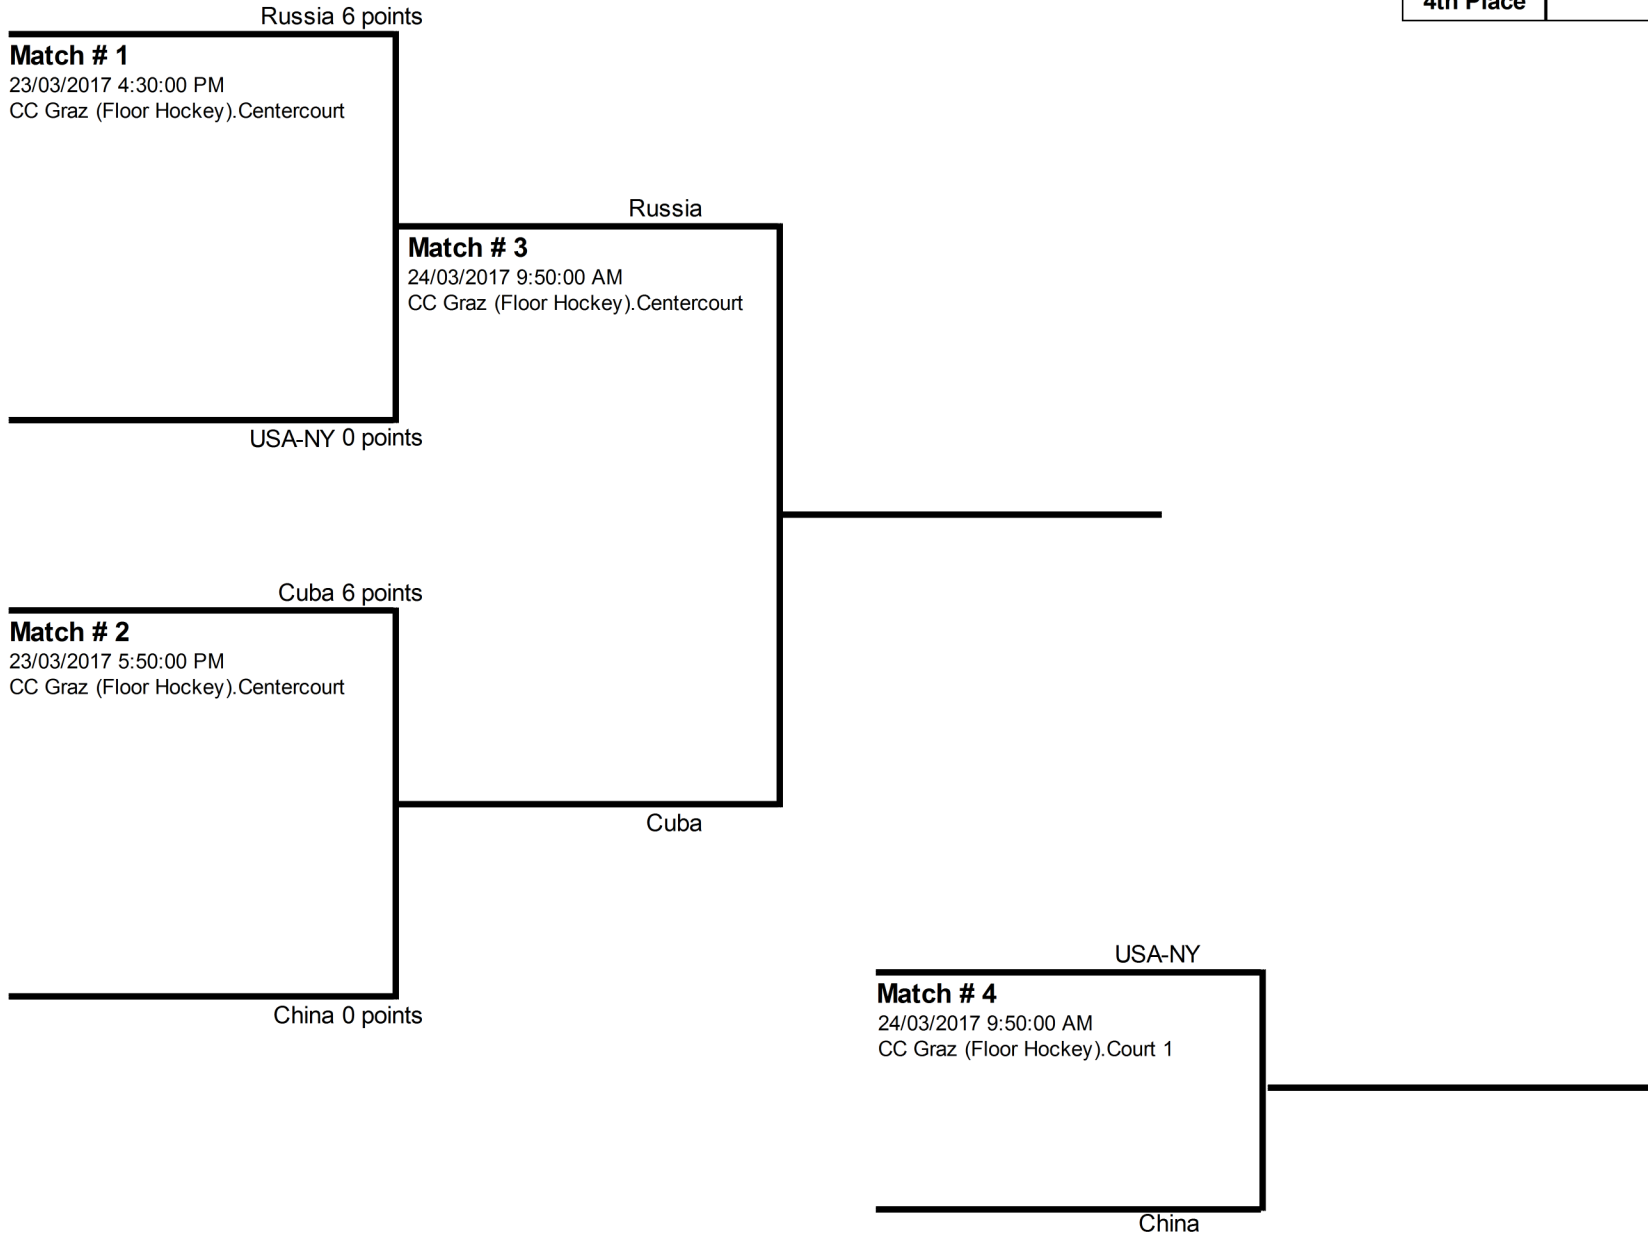 4th Place
Russia 6 points
Match # 1
23/03/2017 4:30:00 PM
CC Graz (Floor Hockey).Centercourt
Russia
Match # 3
24/03/2017 9:50:00 AM
CC Graz (Floor Hockey).Centercourt
USA-NY 0 points
Cuba 6 points
Match # 2
23/03/2017 5:50:00 PM
CC Graz (Floor Hockey).Centercourt
Cuba
USA-NY
Match # 4
24/03/2017 9:50:00 AM
CC Graz (Floor Hockey).Court 1
China 0 points
China